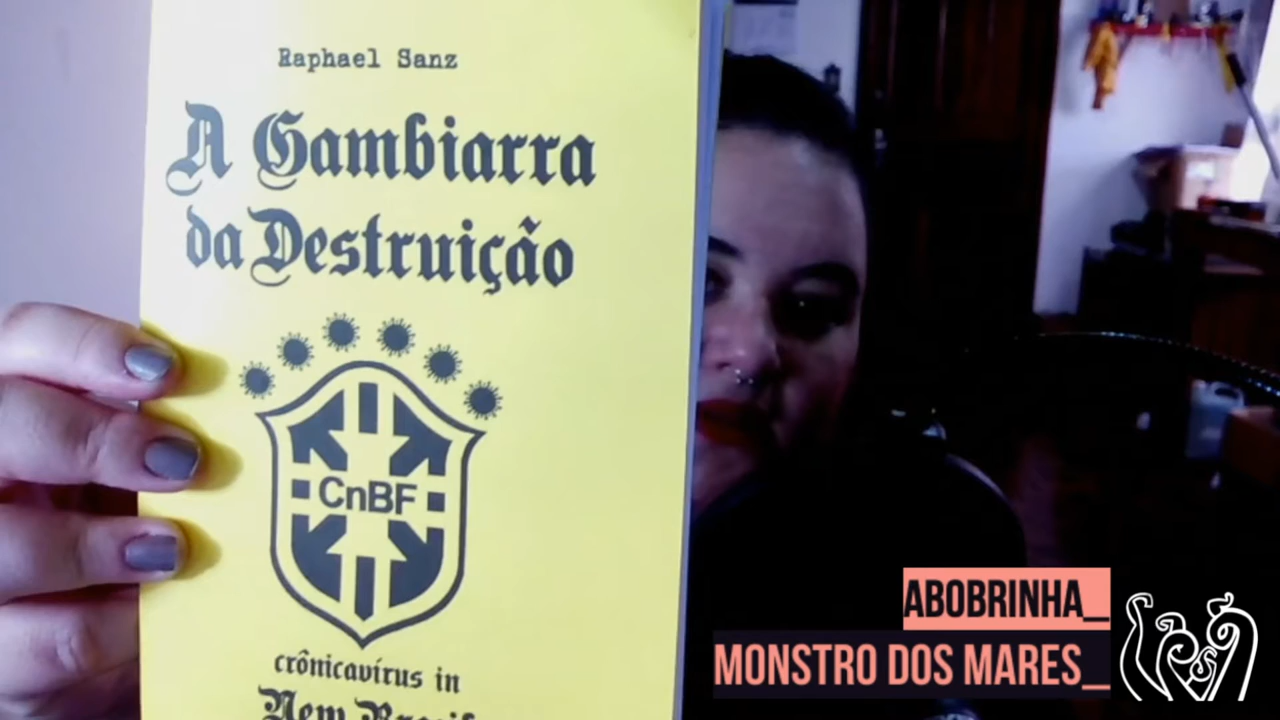 Raphael Sanz
A Gambiarra
da Destruição
CnBF
crônicavírus in
ABOBRINHA_
MONSTRO DOS MARES_